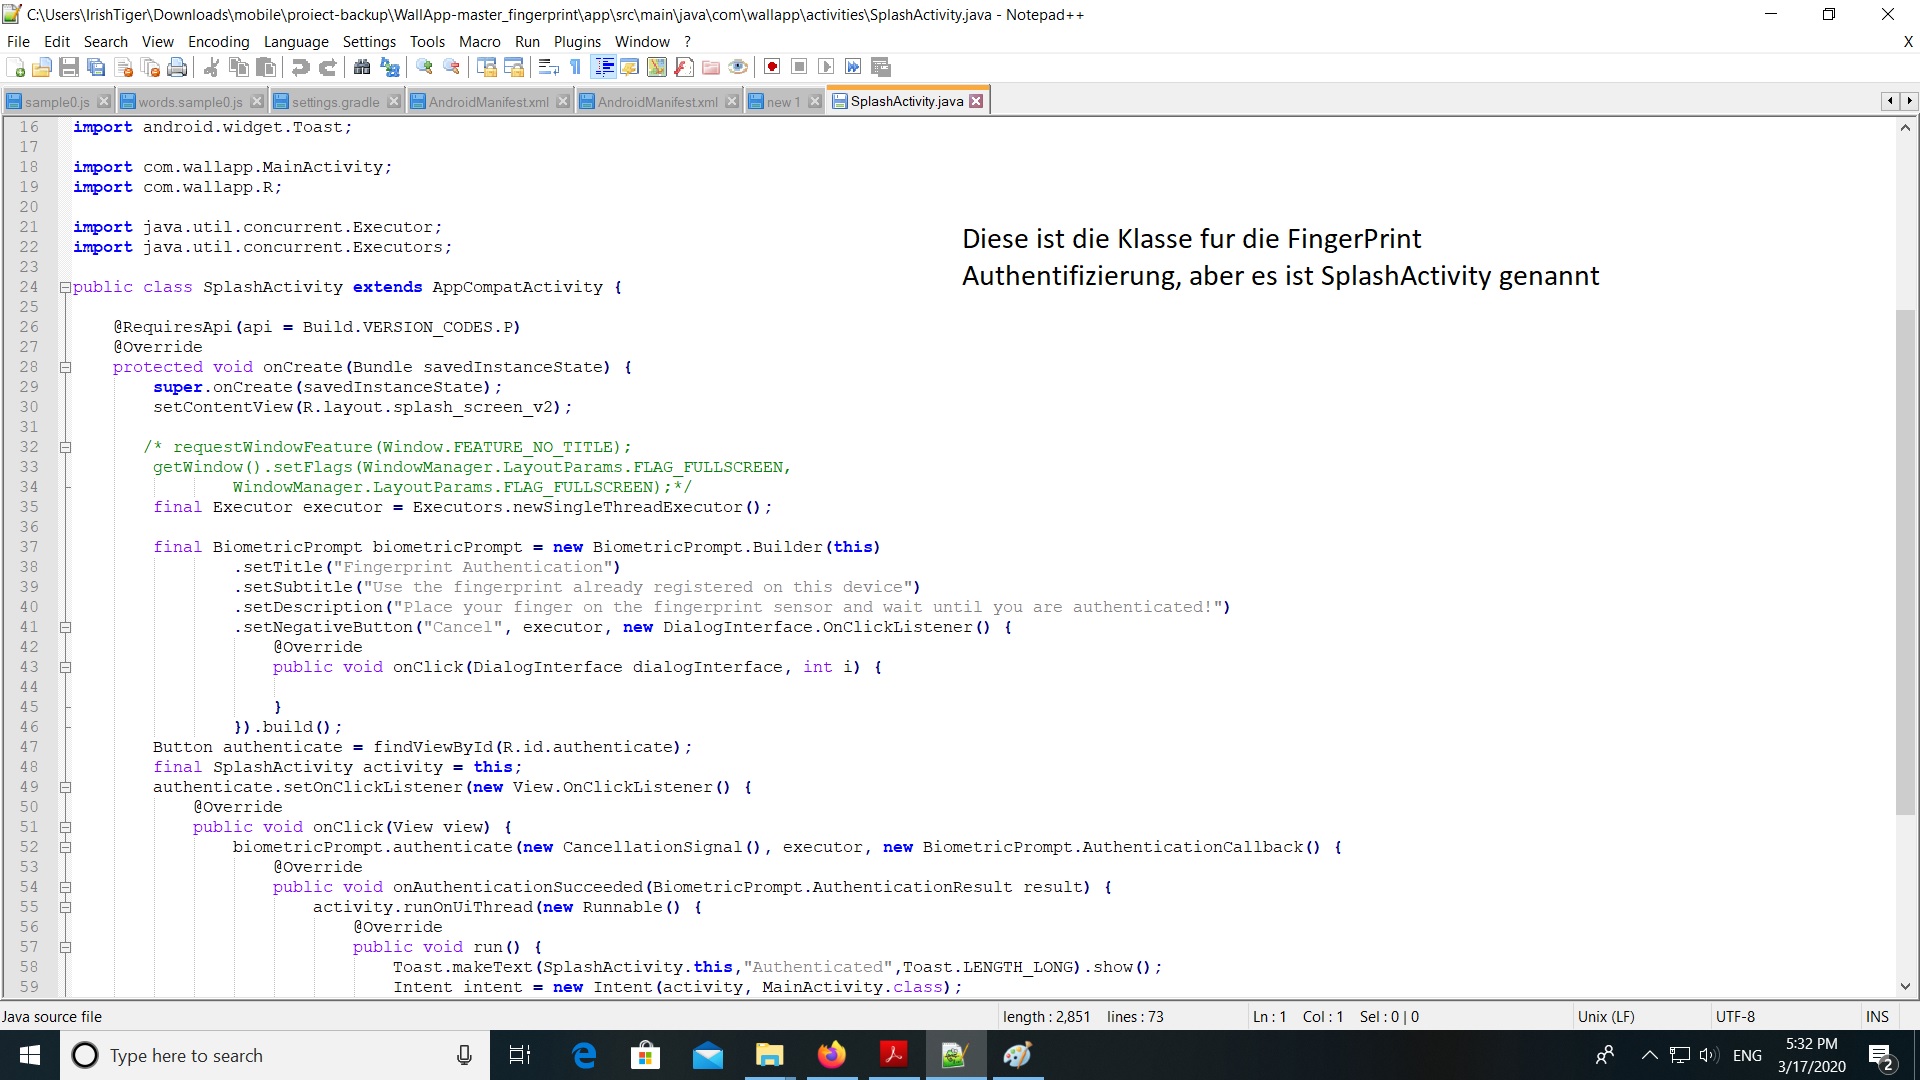 C:\Users\IrishTiger\Downloads\mobile\proiect-backup\WallApp-master_fingerprint\app\src\main\java\com\wallapp\activities\SplashActivity.java - Notepad++
File Edit Search View Encoding Language Settings Tools Macro Run Plugins Window ? X
sample0.js words.sample0.js settings.gradle AndroidManifest.xml AndroidManifest.xml new 1 SplashActivity.java
16 import android.widget.Toast;
17
18 import com.wallapp.MainActivity;
19 import com.wallapp.R;
20
21 import java.util.concurrent.Executor;
22 import java.util.concurrent.Executors;
23
24 public class SplashActivity extends AppCompatActivity {
25
26 @RequiresApi(api = Build.VERSION_CODES.P)
27 @Override
28 protected void onCreate(Bundle savedInstanceState) {
29 super.onCreate(savedInstanceState);
30 setContentView(R.layout.splash_screen_v2);
31
32 /* requestWindowFeature(Window.FEATURE_NO_TITLE);
33 getWindow().setFlags(WindowManager.LayoutParams.FLAG_FULLSCREEN,
34 WindowManager.LayoutParams.FLAG_FULLSCREEN);*/
35 final Executor executor = Executors.newSingleThreadExecutor();
36
37 final BiometricPrompt biometricPrompt = new BiometricPrompt.Builder(this)
38 .setTitle("Fingerprint Authentication")
39 .setSubtitle("Use the fingerprint already registered on this device")
40 .setDescription("Place your finger on the fingerprint sensor and wait until you are authenticated!")
41 .setNegativeButton("Cancel", executor, new DialogInterface.OnClickListener() {
42 @Override
43 public void onClick(DialogInterface dialogInterface, int i) {
44
45 }
46 }).build();
47 Button authenticate = findViewById(R.id.authenticate);
48 final SplashActivity activity = this;
49 authenticate.setOnClickListener(new View.OnClickListener() {
50 @Override
51 public void onClick(View view) {
52 biometricPrompt.authenticate(new CancellationSignal(), executor, new BiometricPrompt.AuthenticationCallback() {
53 @Override
54 public void onAuthenticationSucceeded(BiometricPrompt.AuthenticationResult result) {
55 activity.runOnUiThread(new Runnable() {
56 @Override
57 public void run() {
58 Toast.makeText(SplashActivity.this,"Authenticated",Toast.LENGTH_LONG).show();
59 Intent intent = new Intent(activity, MainActivity.class);
Diese ist die Klasse fur die FingerPrint
Authentifizierung, aber es ist SplashActivity genannt
Java source file length : 2,851 lines : 73 Ln : 1 Col : 1 Sel : 0 | 0 Unix (LF) UTF-8 INS
Type here to search ENG 5:32 PM
3/17/2020 2